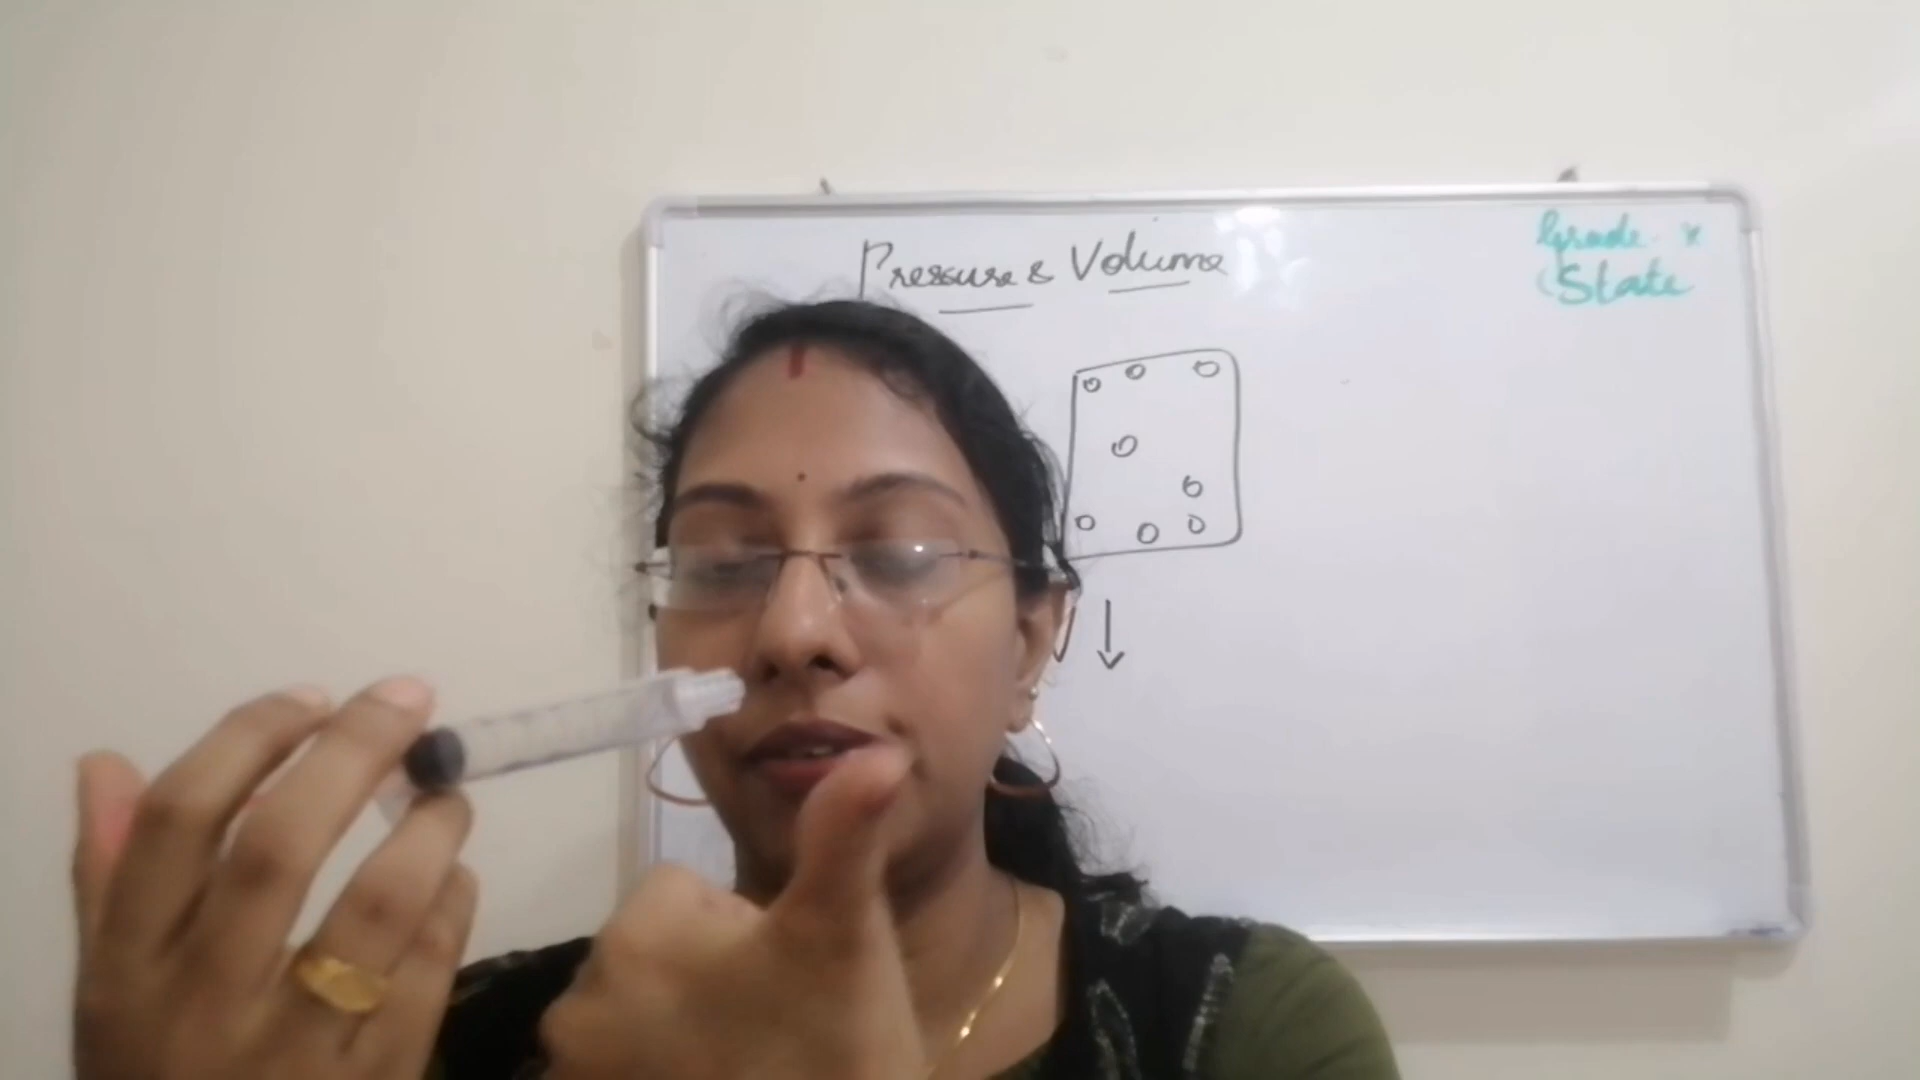 Pressure & Volume
Grade. X
State
V ↓